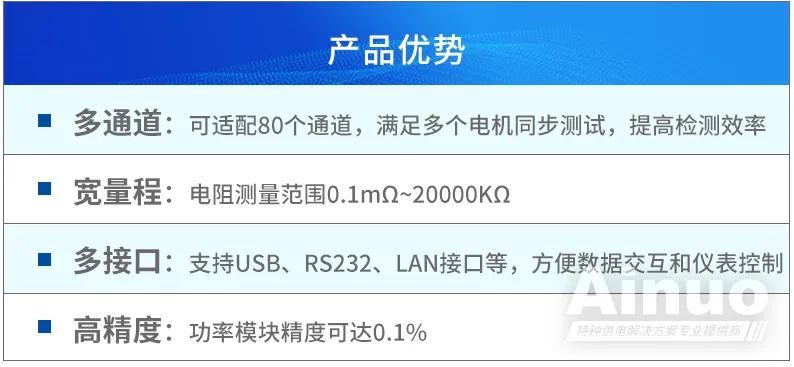 产品优势
多通道：可适配80个通道，满足多个电机同步测试，提高检测效率
宽量程：电阻测量范围0.1mΩ~20000KΩ
多接口：支持USB、RS232、LAN接口等，方便数据交互和仪表控制
Ainuo
高精度：功率模块精度可达0.1%
特种供电解决方案专业提供商